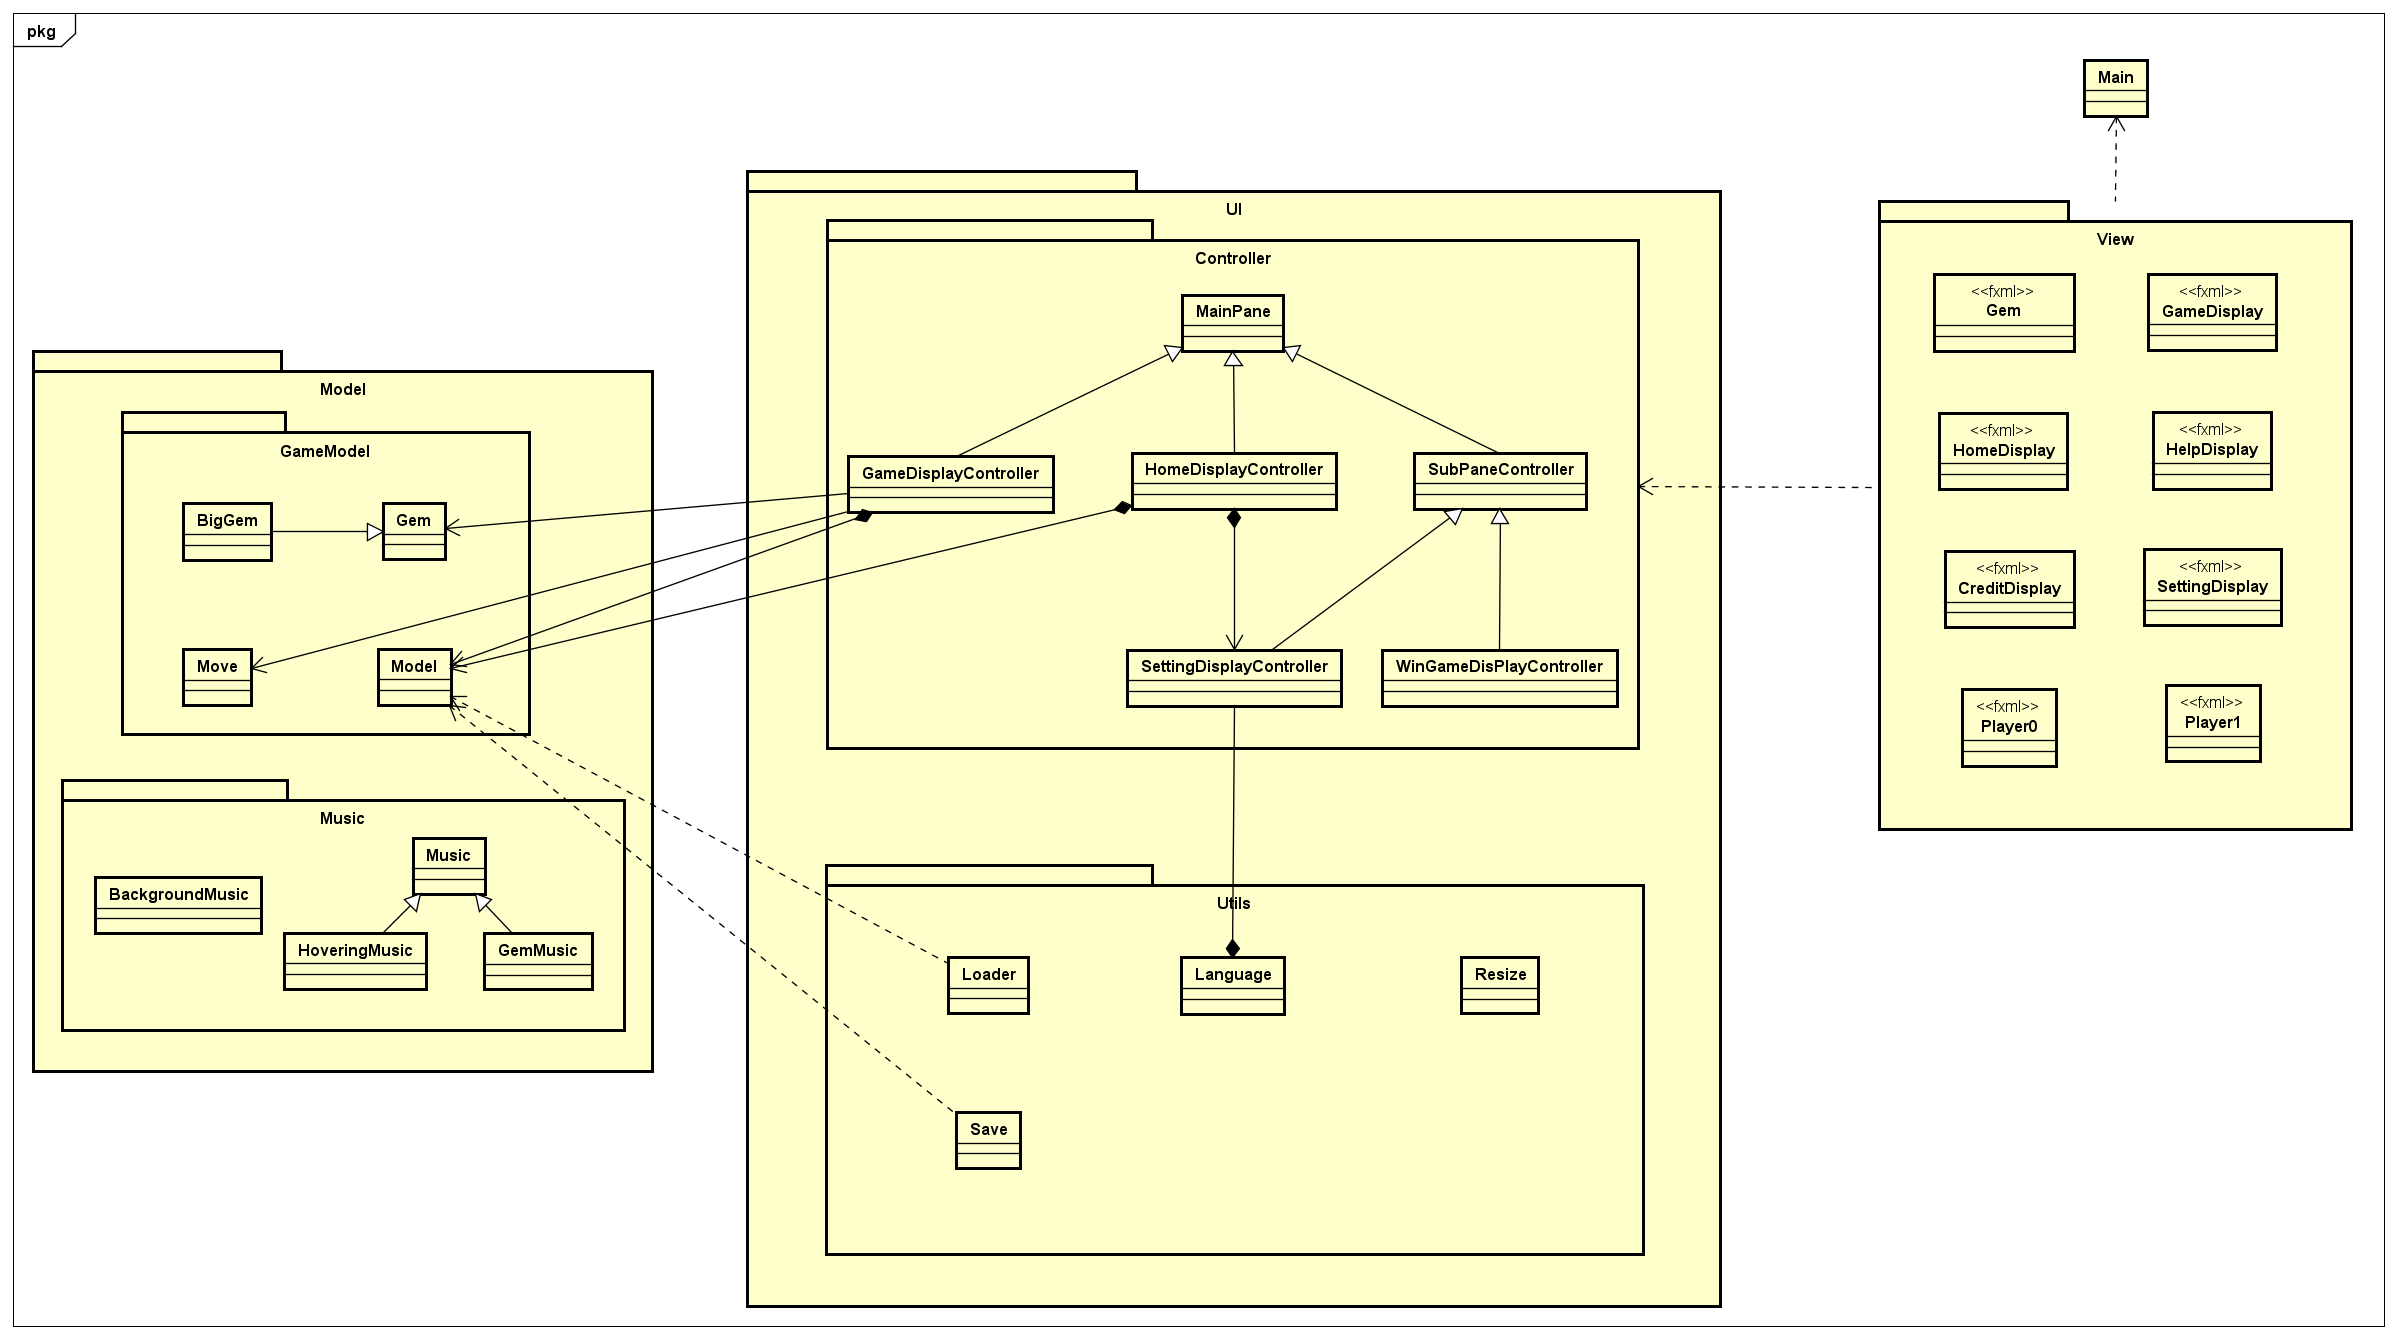 pkg
Main
UI
Controller
MainPane
GameDisplayController
HomeDisplayController
SubPaneController
SettingDisplayController
WinGameDisPlayController
Utils
Loader
Language
Resize
Save
Model
GameModel
BigGem
Gem
Move
Model
Music
Music
BackgroundMusic
HoveringMusic
GemMusic
View
<<fxml>>
Gem
<<fxml>>
GameDisplay
<<fxml>>
HomeDisplay
<<fxml>>
HelpDisplay
<<fxml>>
CreditDisplay
<<fxml>>
SettingDisplay
<<fxml>>
Player0
<<fxml>>
Player1